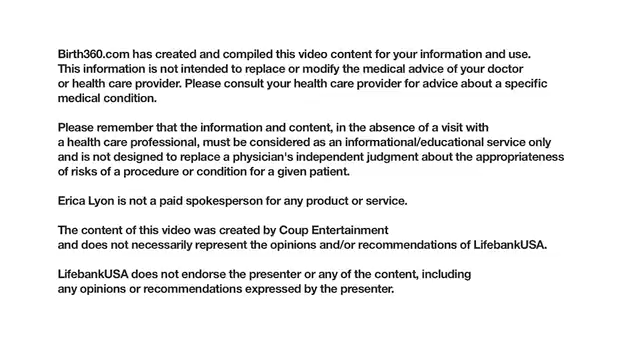 Birth360.com has created and compiled this video content for your information and use.
This information is not intended to replace or modify the medical advice of your doctor
or health care provider. Please consult your health care provider for advice about a specific
medical condition.
Please remember that the information and content, in the absence of a visit with
a health care professional, must be considered as an informational/educational service only
and is not designed to replace a physician's independent judgment about the appropriateness
of risks of a procedure or condition for a given patient.
Erica Lyon is not a paid spokesperson for any product or service.
The content of this video was created by Coup Entertainment
and does not necessarily represent the opinions and/or recommendations of LifebankUSA.
LifebankUSA does not endorse the presenter or any of the content, including
any opinions or recommendations expressed by the presenter.